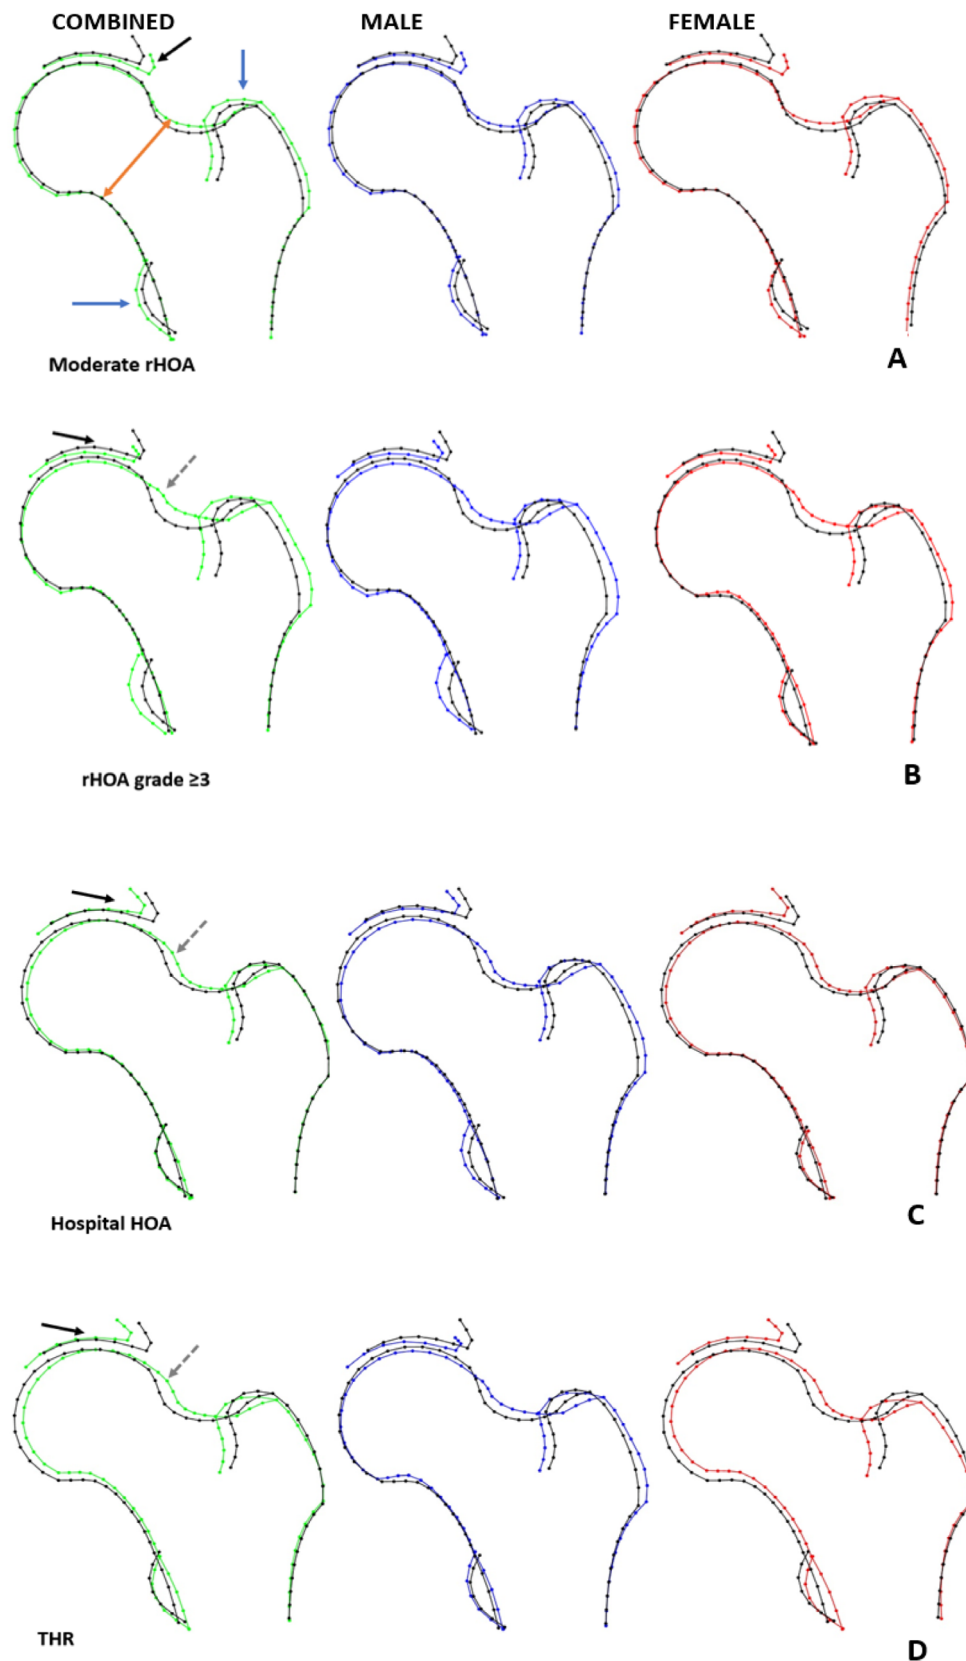 COMBINED MALE FEMALE
Moderate rHOA A
rHOA grade ≥3 B
Hospital HOA C
THR D